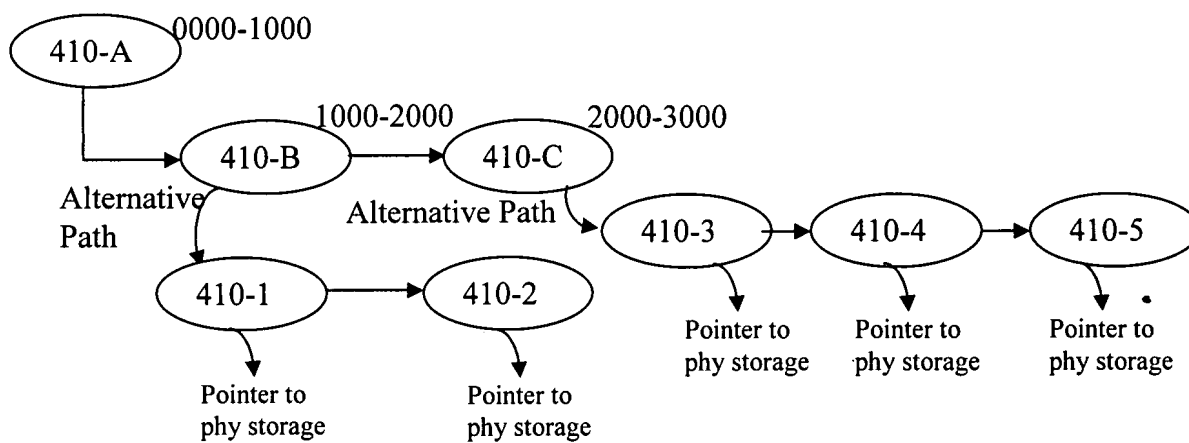 0000-1000
410-A
1000-2000
2000-3000
410-B
410-C
Alternative
Path
Alternative Path
410-3
410-4
410-5
410-1
410-2
Pointer to
phy storage
Pointer to
phy storage
Pointer to
phy storage
Pointer to
phy storage
Pointer to
phy storage